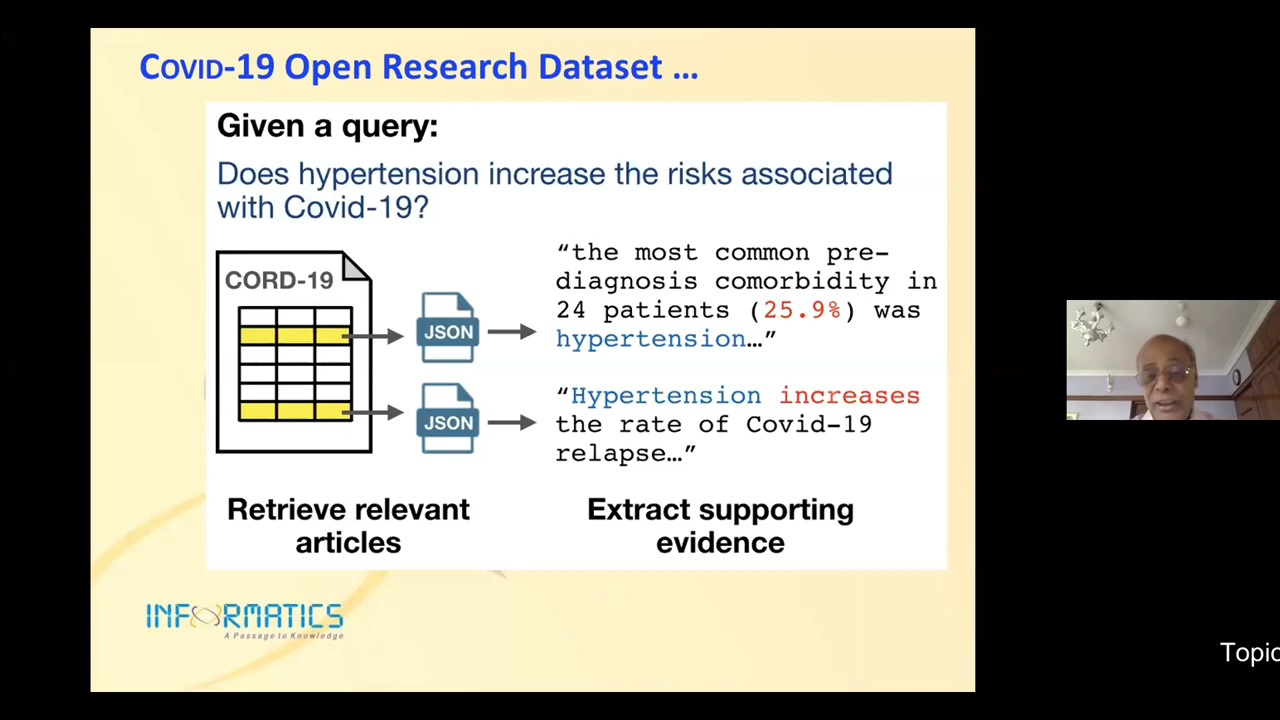 COVID-19 Open Research Dataset ...
Given a query:
Does hypertension increase the risks associated
with Covid-19?
CORD-19
JSON
JSON
“the most common pre-
diagnosis comorbidity in
24 patients (25.9%) was
hypertension…”
“Hypertension increases
the rate of Covid-19
relapse…”
Retrieve relevant
articles
Extract supporting
evidence
INFORMATICS
A Passage to Knowledge
Topic